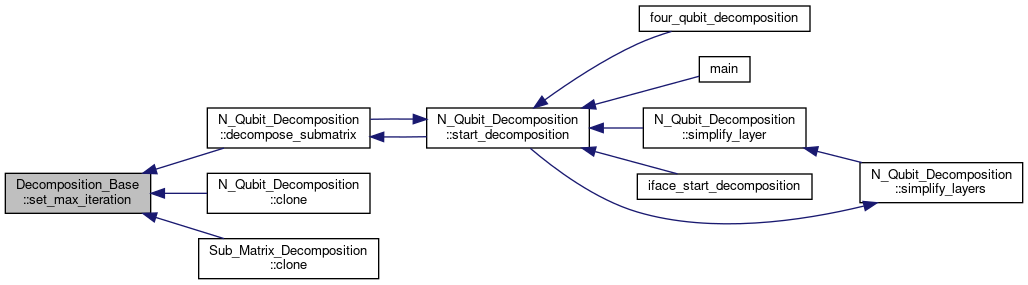 four_qubit_decomposition
main
N_Qubit_Decomposition
::decompose_submatrix
N_Qubit_Decomposition
::start_decomposition
N_Qubit_Decomposition
::simplify_layer
Decomposition_Base
::set_max_iteration
N_Qubit_Decomposition
::clone
iface_start_decomposition
N_Qubit_Decomposition
::simplify_layers
Sub_Matrix_Decomposition
::clone